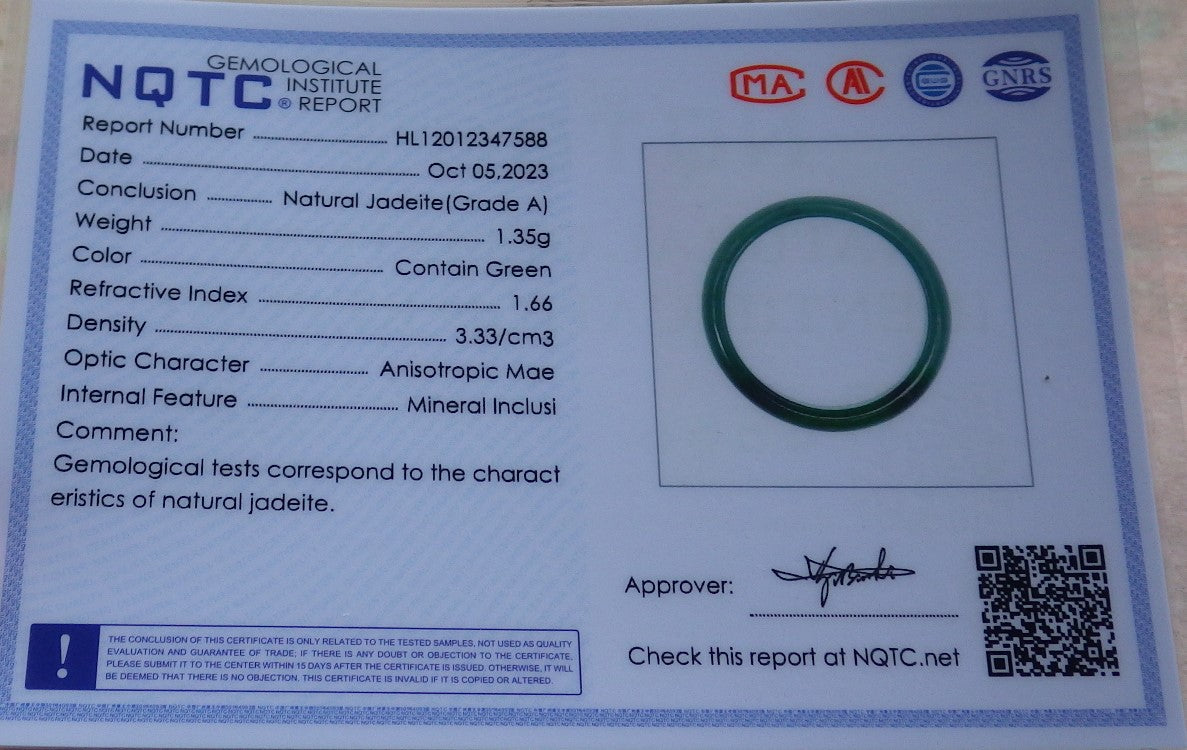 NQTC® GEMOLOGICAL
INSTITUTE
REPORT
MA
AL
GNRS
Report Number ........ HL12012347588
Date ........ Oct 05,2023
Conclusion ........ Natural Jadeite(Grade A)
Weight ........ 1.35g
Color ........ Contain Green
Refractive Index ........ 1.66
Density ........ 3.33/cm3
Optic Character ........ Anisotropic Mae
Internal Feature ........ Mineral Inclusi
Comment:
Gemological tests correspond to the charact
eristics of natural jadeite.
Approver:
Check this report at NQTC.net
!
THE CONCLUSION OF THIS CERTIFICATE IS ONLY RELATED TO THE TESTED SAMPLES, NOT USED AS QUALITY
EVALUATION AND GUARANTEE OF TRADE; IF THERE IS ANY DOUBT OR OBJECTION TO THE CERTIFICATE,
PLEASE SUBMIT IT TO THE CENTER WITHIN 15 DAYS AFTER THE CERTIFICATE IS ISSUED. OTHERWISE, IT WILL
BE DEEMED THAT THERE IS NO OBJECTION. THIS CERTIFICATE IS INVALID IF IT IS COPIED OR ALTERED.